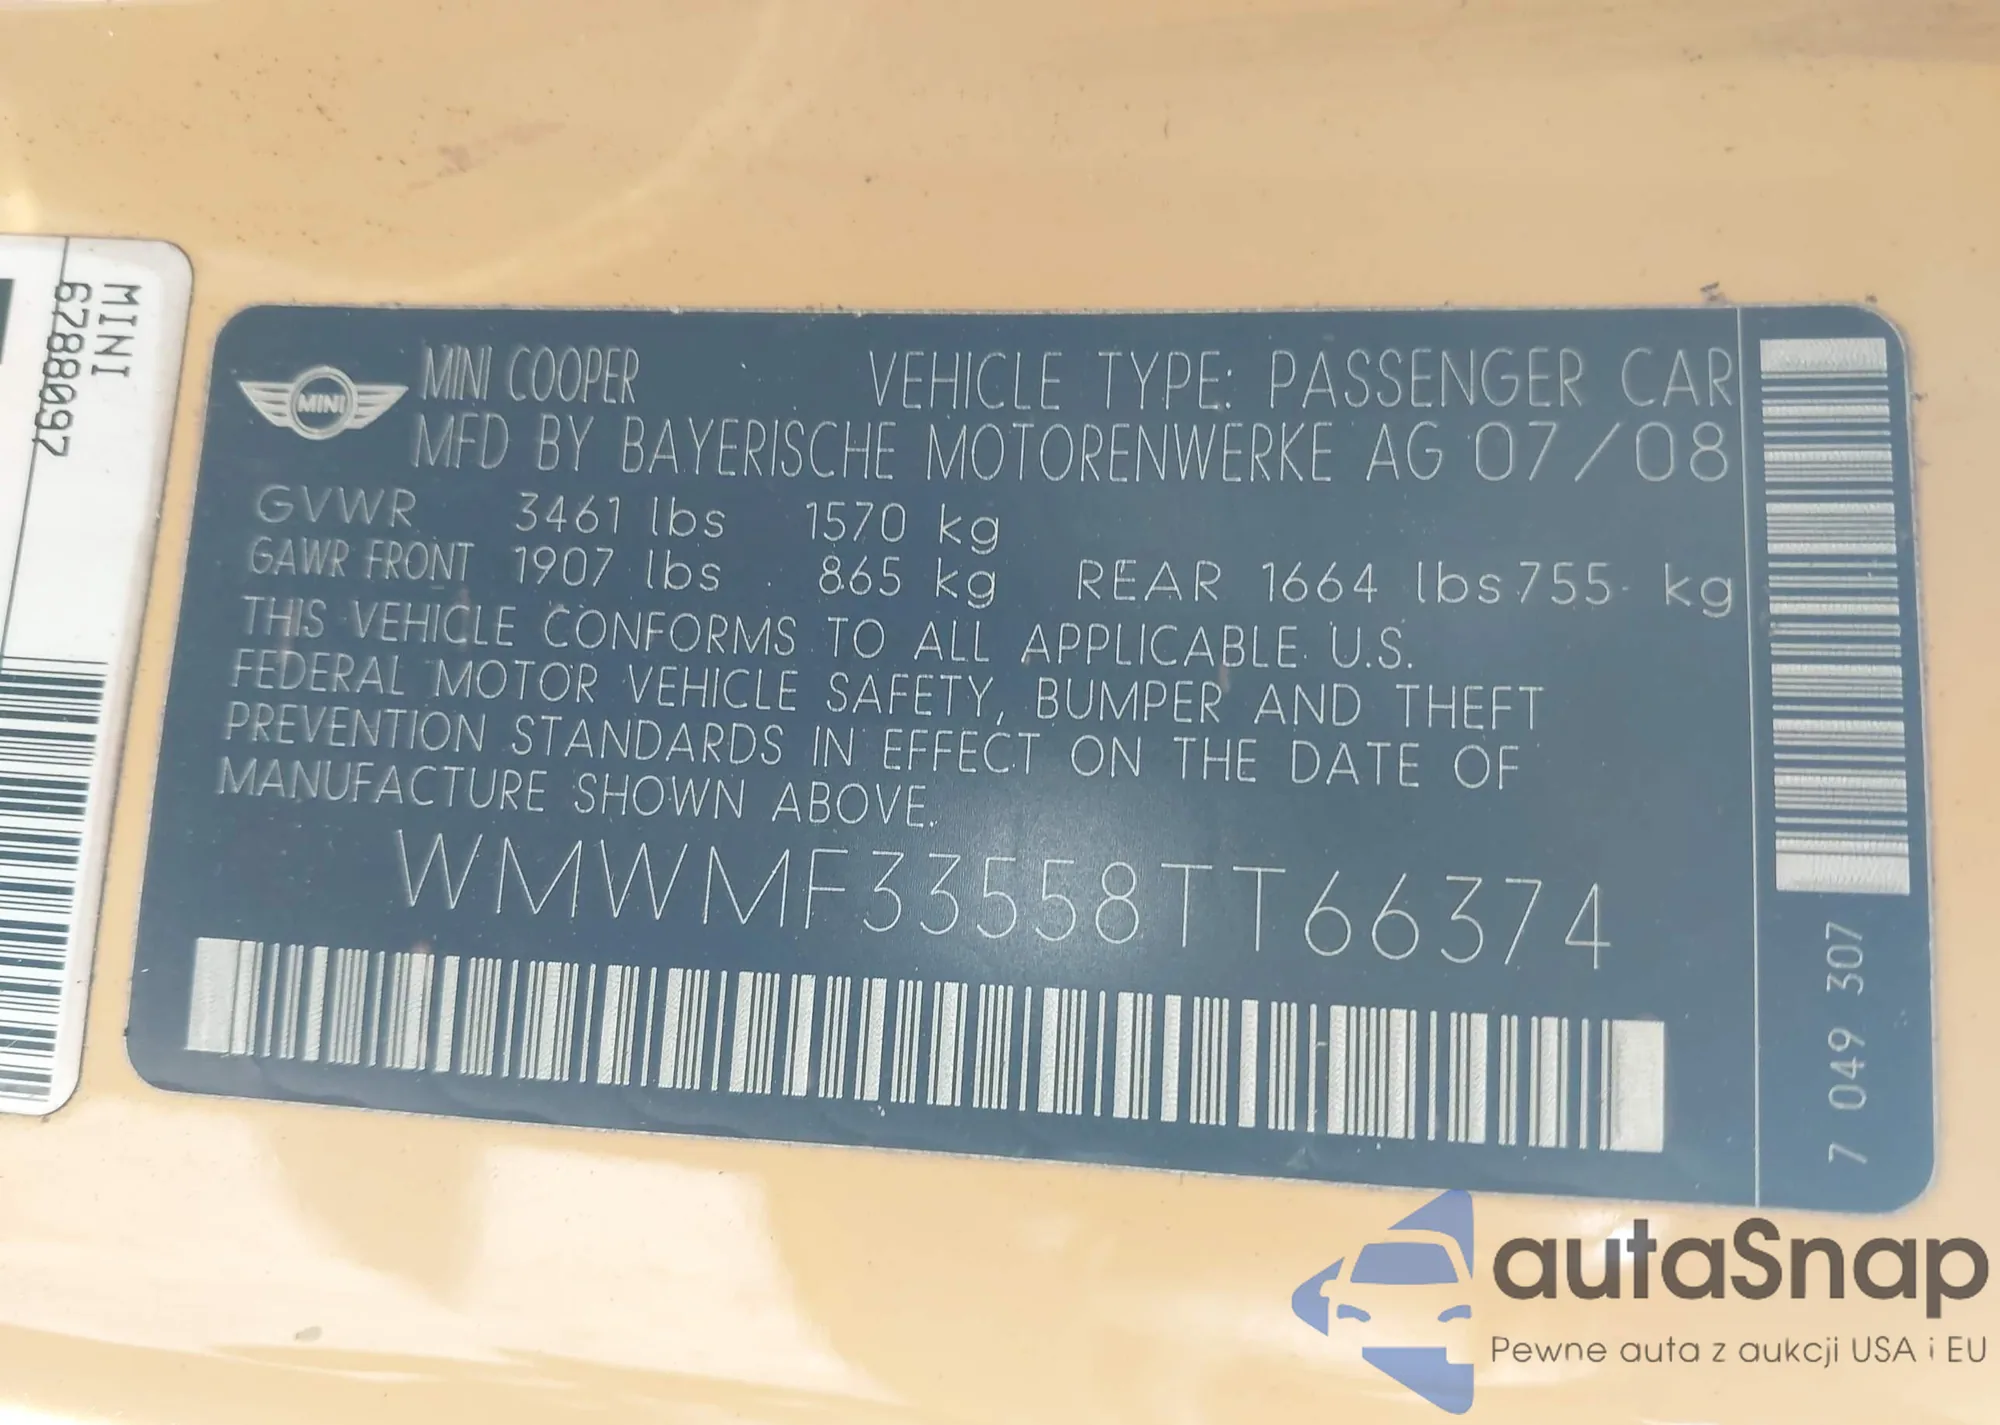 MINI
6788097
MINI
MINI COOPER VEHICLE TYPE: PASSENGER CAR
MFD BY BAYERISCHE MOTORENWERKE AG 07/08
GVWR 3461 lbs 1570 kg
GAWR FRONT 1907 lbs 865 kg REAR 1664 lbs 755 kg
THIS VEHICLE CONFORMS TO ALL APPLICABLE U.S.
FEDERAL MOTOR VEHICLE SAFETY, BUMPER AND THEFT
PREVENTION STANDARDS IN EFFECT ON THE DATE OF
MANUFACTURE SHOWN ABOVE.
WMWMF33558TT66374
7 049 307
autaSnap
Pewne auta z aukcji USA i EU